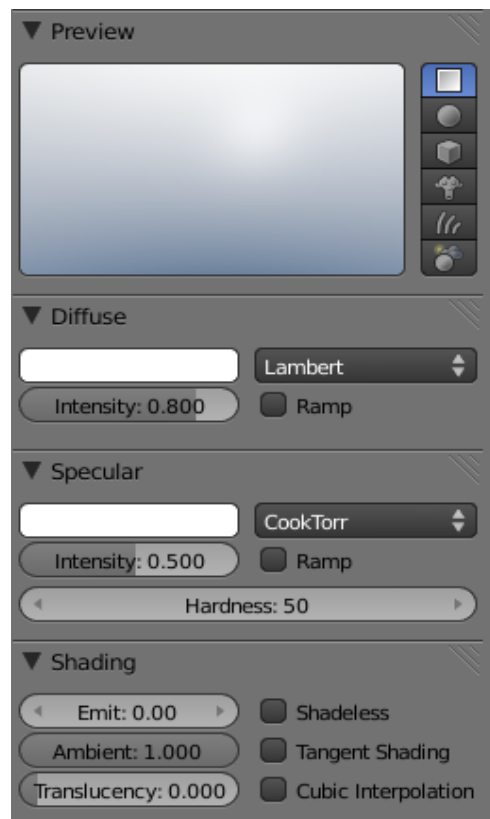 Preview
Diffuse
Lambert
Intensity: 0.800
Ramp
Specular
CookTorr
Intensity: 0.500
Ramp
Hardness: 50
Shading
Emit: 0.00
Shadeless
Ambient: 1.000
Tangent Shading
Translucency: 0.000
Cubic Interpolation